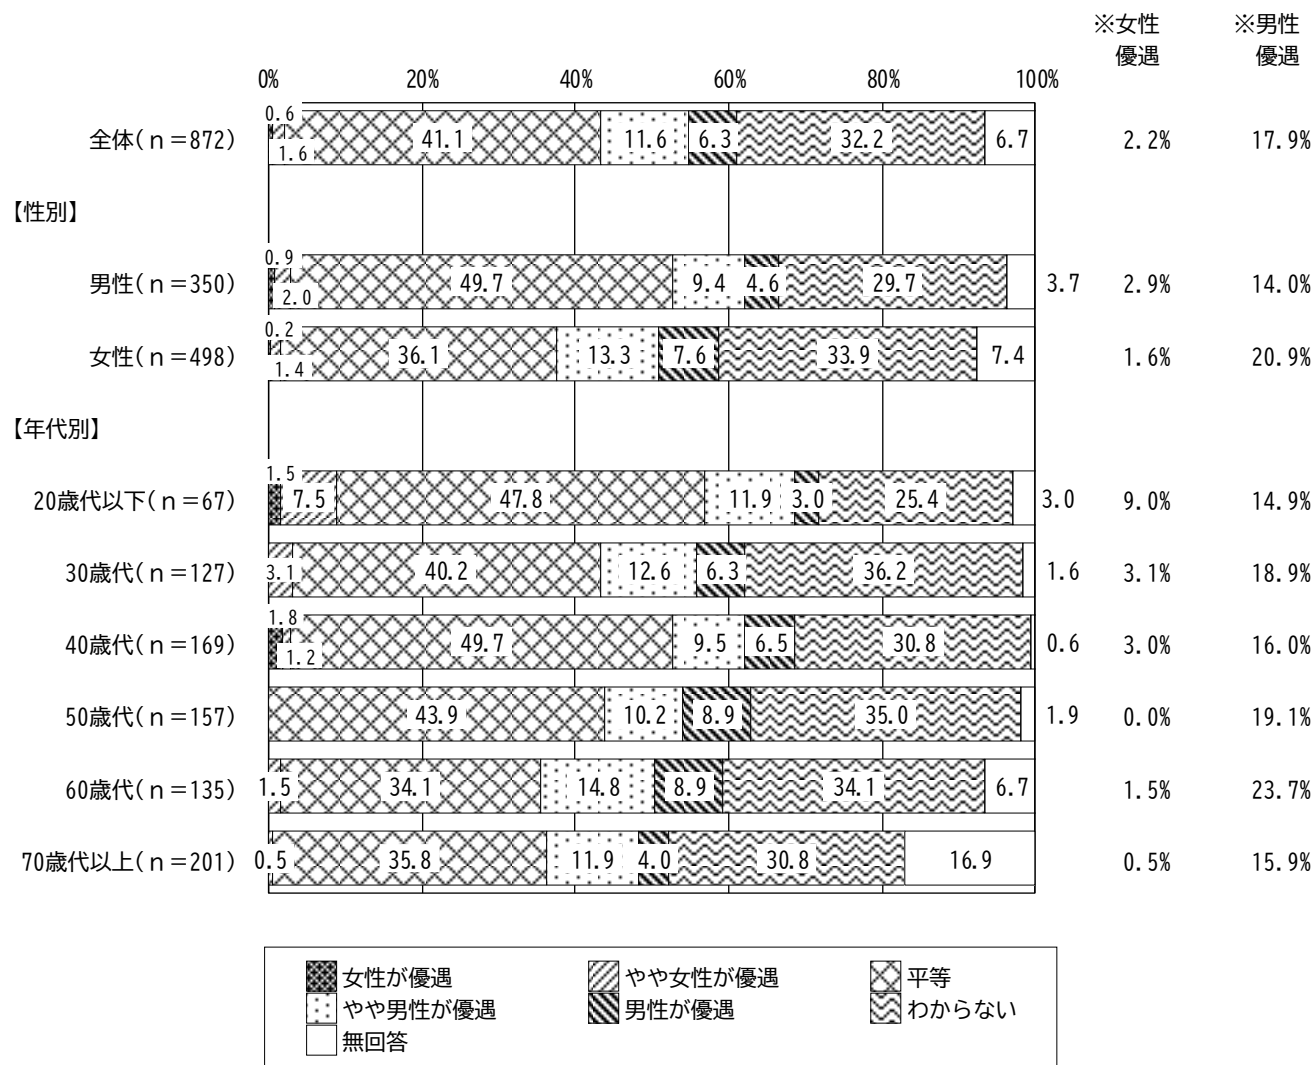 ※女性 ※男性
優遇 優遇
0% 20% 40% 60% 80% 100%
全体(ｎ=872) 0.6 1.6 41.1 11.6 6.3 32.2 6.7 2.2% 17.9%
【性別】
男性(ｎ=350) 0.9 2.0 49.7 9.4 4.6 29.7 3.7 2.9% 14.0%
女性(ｎ=498) 0.2 1.4 36.1 13.3 7.6 33.9 7.4 1.6% 20.9%
【年代別】
20歳代以下(ｎ=67) 1.5 7.5 47.8 11.9 3.0 25.4 3.0 9.0% 14.9%
30歳代(ｎ=127) 3.1 40.2 12.6 6.3 36.2 1.6 3.1% 18.9%
40歳代(ｎ=169) 1.8 1.2 49.7 9.5 6.5 30.8 0.6 3.0% 16.0%
50歳代(ｎ=157) 43.9 10.2 8.9 35.0 1.9 0.0% 19.1%
60歳代(ｎ=135) 1.5 34.1 14.8 8.9 34.1 6.7 1.5% 23.7%
70歳代以上(ｎ=201) 0.5 35.8 11.9 4.0 30.8 16.9 0.5% 15.9%
女性が優遇 やや女性が優遇 平等
やや男性が優遇 男性が優遇 わからない
無回答